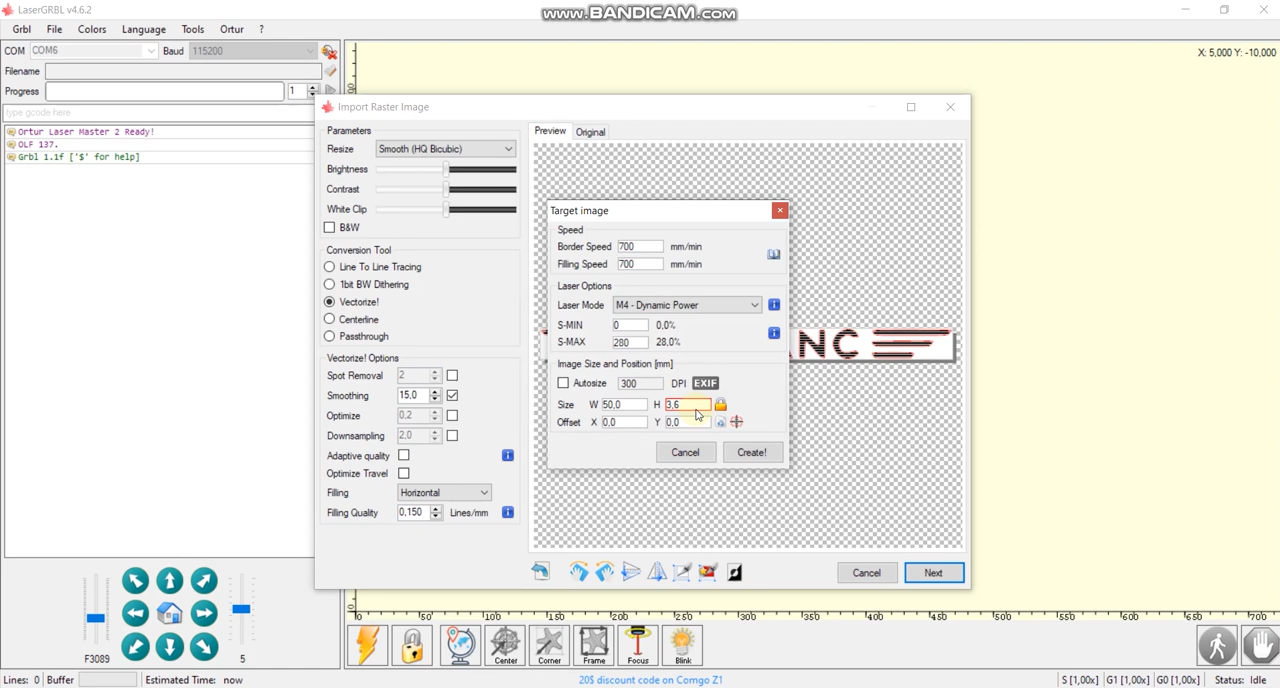 LaserGRBL v4.6.2
www.BANDICAM.com
Grbl File Colors Language Tools Ortur ?
COM COM6 Baud 115200
X: 5,000 Y: -10,000
Filename
Progress 1
type gcode here
Ortur Laser Master 2 Ready!
OLF 137.
Grbl 1.1f ['$' for help]
Import Raster Image
Parameters
Resize Smooth (HQ Bicubic)
Brightness
Contrast
White Clip
B&W
Conversion Tool
Line To Line Tracing
1bit BW Dithering
Vectorize!
Centerline
Passthrough
Vectorize! Options
Spot Removal 2
Smoothing 15,0
Optimize 0,2
Downsampling 2,0
Adaptive quality
Optimize Travel
Filling Horizontal
Filling Quality 0,150 Lines/mm
Preview Original
Target image
Speed
Border Speed 700 mm/min
Filling Speed 700 mm/min
Laser Options
Laser Mode M4 - Dynamic Power
S-MIN 0 0,0%
S-MAX 280 28,0%
Image Size and Position [mm]
Autosize 300 DPI EXIF
Size W 50,0 H 3,6
Offset X 0,0 Y 0,0
Cancel Create!
NC
Cancel Next
0 50 100 150 200 250 300 350 400 450 500 550 600 650 700
F3089 5
Center Corner Frame Focus Blink
Lines: 0 Buffer Estimated Time: now
20$ discount code on Comgo Z1
S [1,00x] G1 [1,00x] G0 [1,00x] Status: Idle